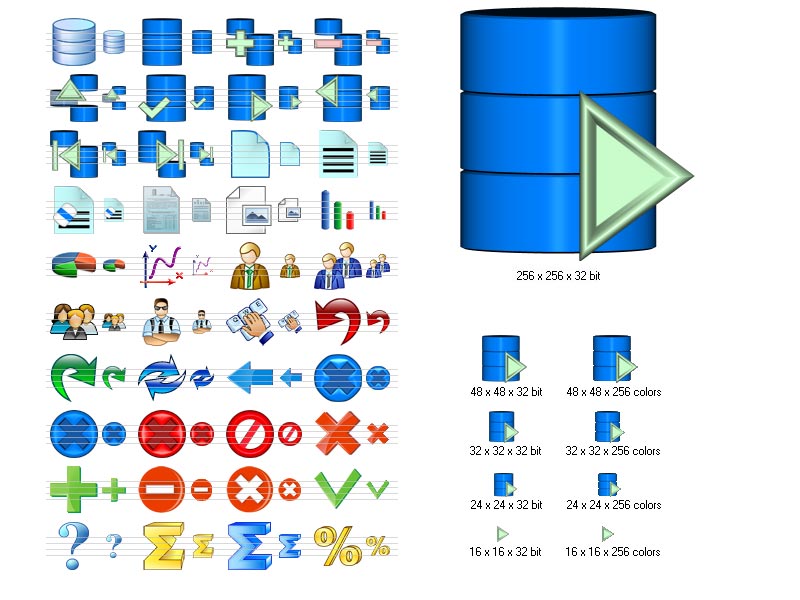 256 x 256 x 32 bit
48 x 48 x 32 bit
48 x 48 x 256 colors
32 x 32 x 32 bit
32 x 32 x 256 colors
24 x 24 x 32 bit
24 x 24 x 256 colors
16 x 16 x 32 bit
16 x 16 x 256 colors
Y
X
?
?
Σ
Σ
Σ
Σ
%
%